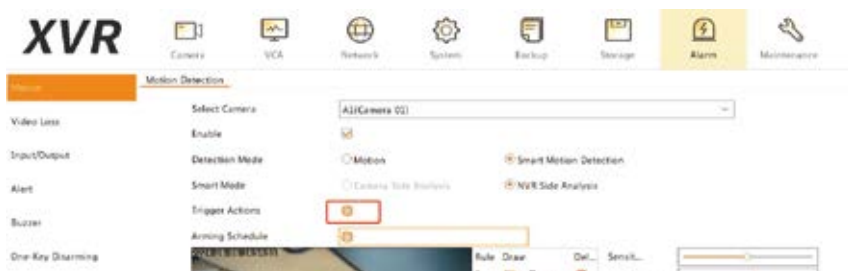 XVR
Camera VCA Network System Backup Storage Alarm Maintenance
Motion
Motion Detection
Select Camera A1(Camera 01)
Video Loss
Enable
Input/Output
Detection Mode Motion Smart Motion Detection
Alert
Smart Mode Camera Side Analysis NVR Side Analysis
Trigger Actions
Buzzer
Arming Schedule
One-Key Disarming
Rule Draw Del... Sensit...